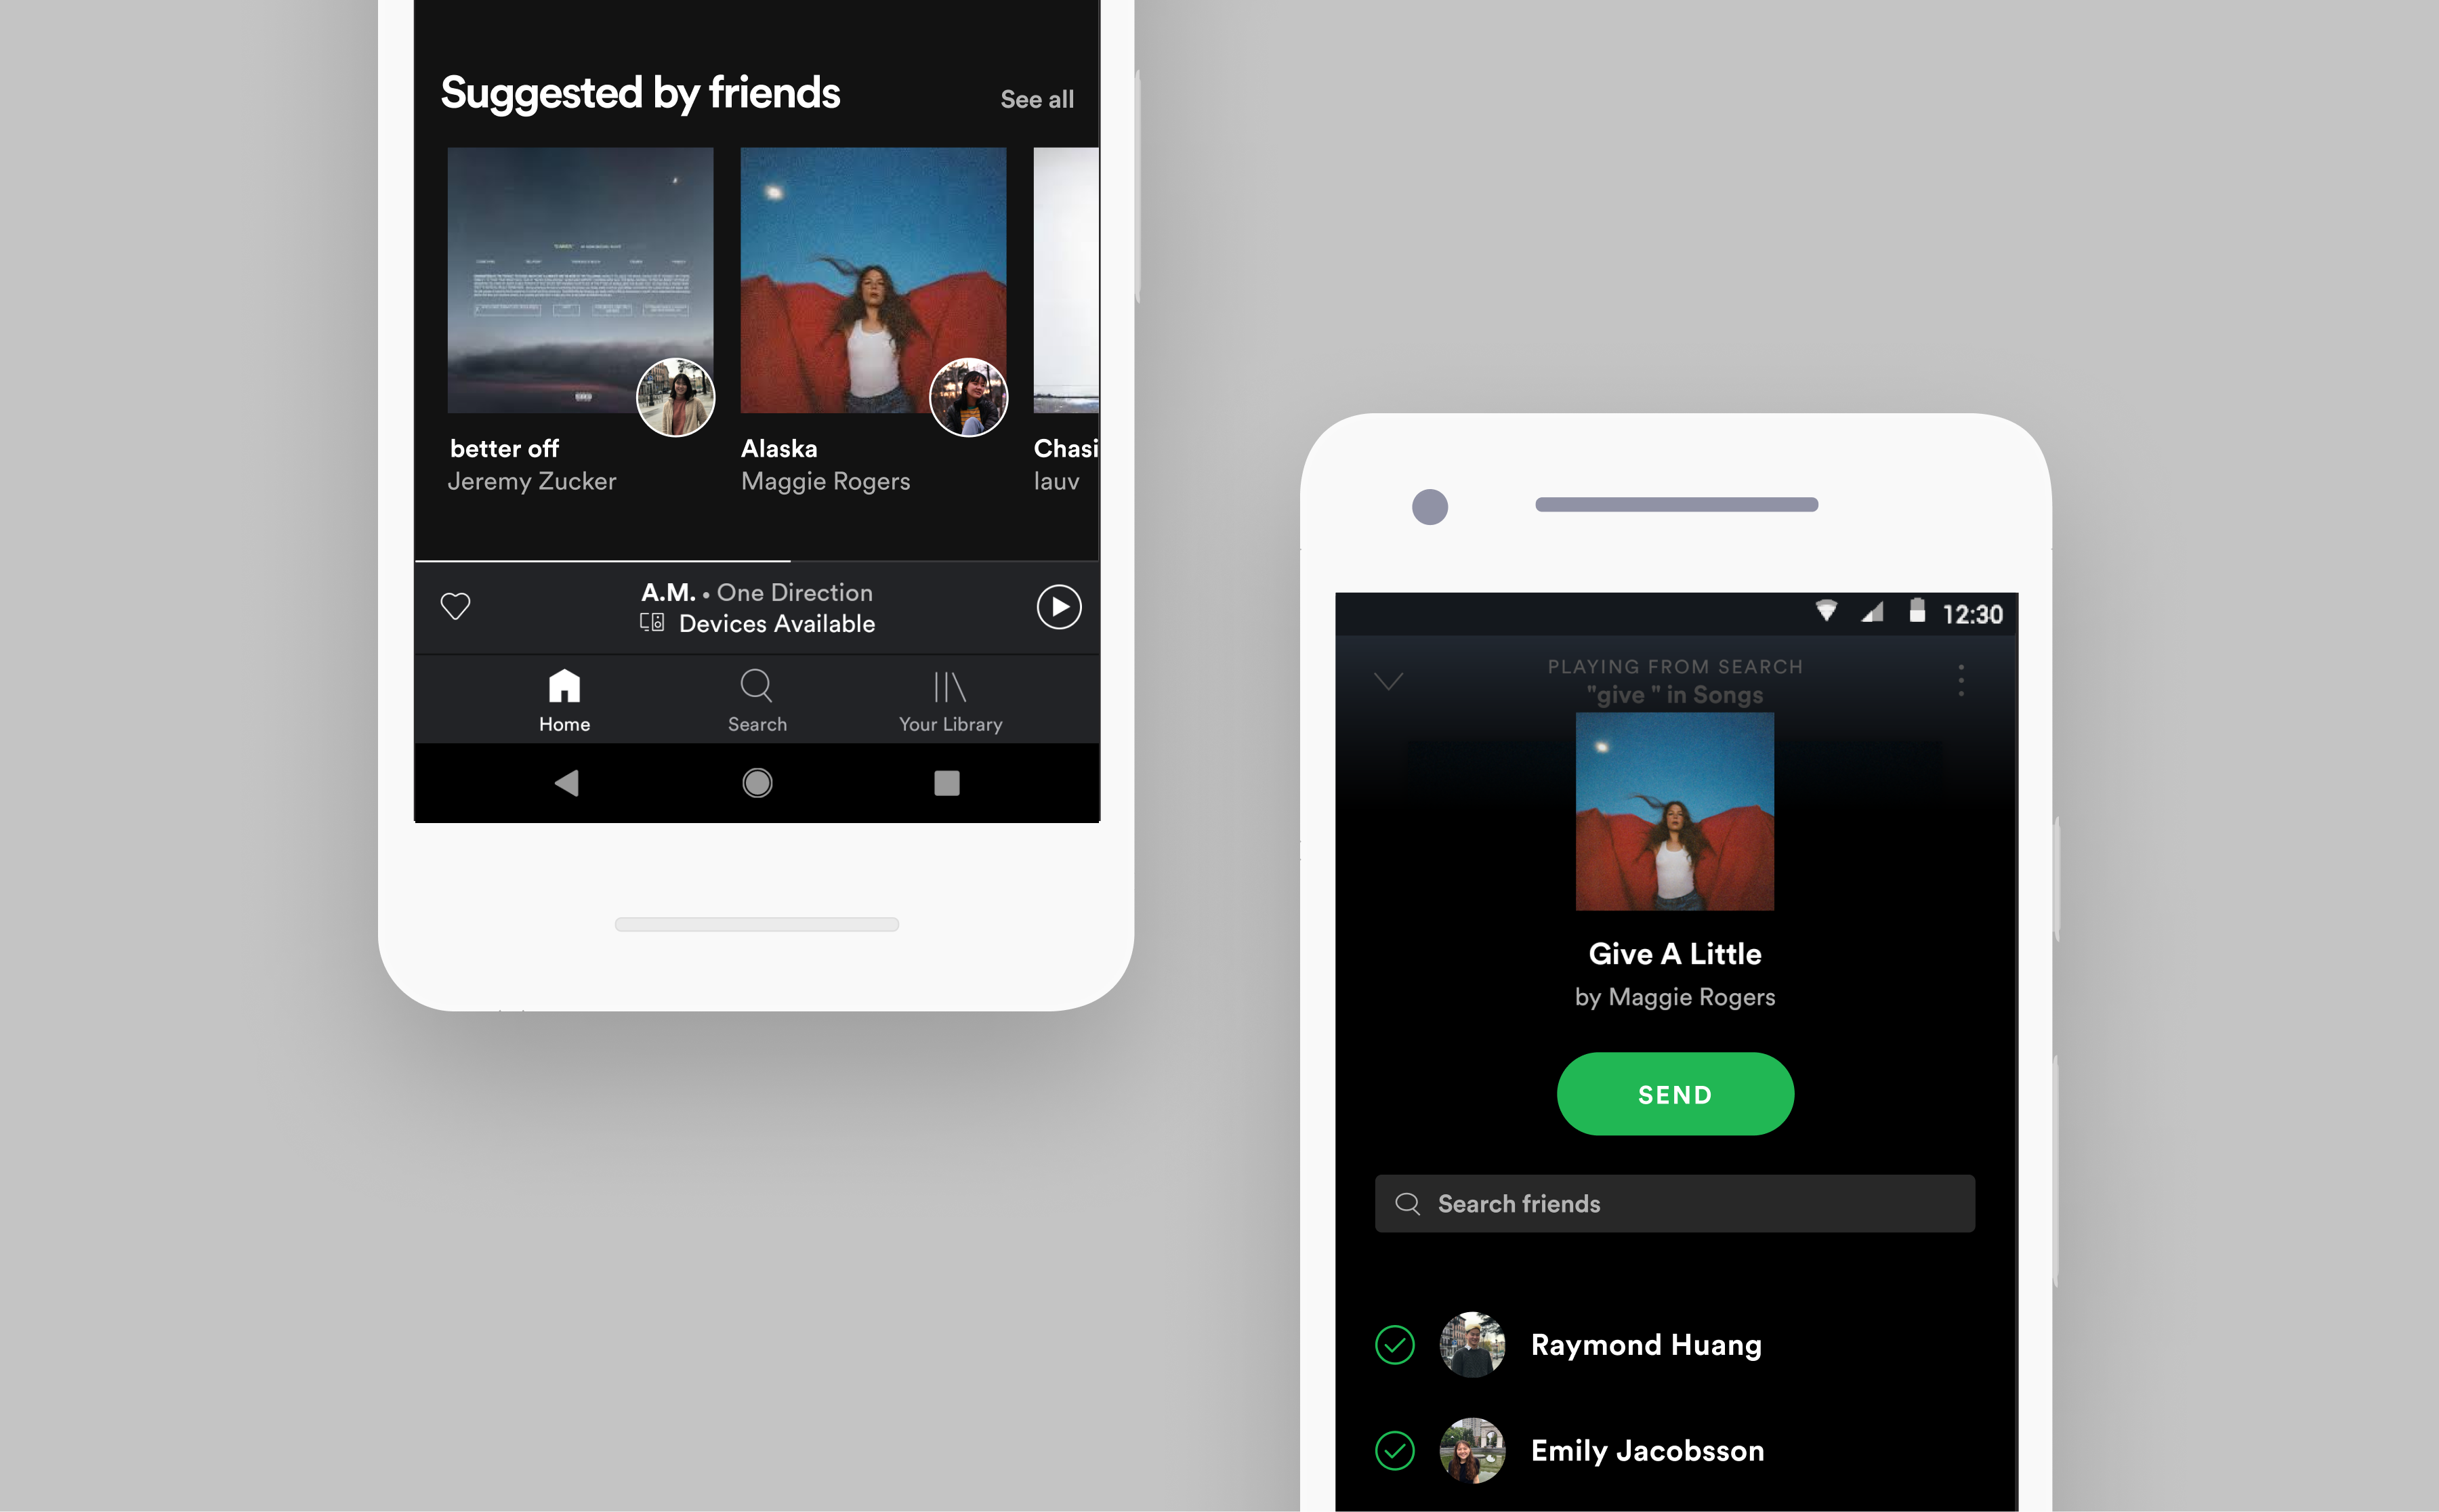 Suggested by friends
See all
better off
Jeremy Zucker
Alaska
Maggie Rogers
Chasi
lauv
A.M. • One Direction
Devices Available
Home
Search
Your Library
12:30
PLAYING FROM SEARCH
"give " in Songs
Give A Little
by Maggie Rogers
SEND
Search friends
Raymond Huang
Emily Jacobsson